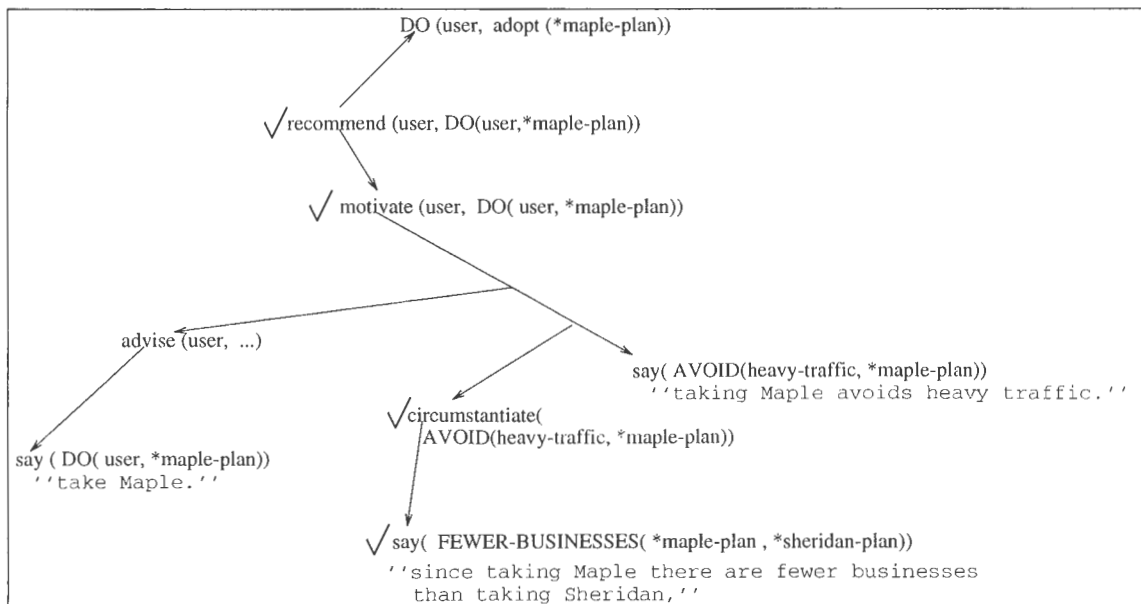 DO (user, adopt (*maple-plan))
✓ recommend (user, DO(user,*maple-plan))
✓ motivate (user, DO( user, *maple-plan))
advise (user, ...)
say( AVOID(heavy-traffic, *maple-plan))
''taking Maple avoids heavy traffic.''
✓circumstantiate(
AVOID(heavy-traffic, *maple-plan))
say ( DO( user, *maple-plan))
''take Maple.''
✓ say( FEWER-BUSINESSES( *maple-plan , *sheridan-plan))
''since taking Maple there are fewer businesses
than taking Sheridan,''